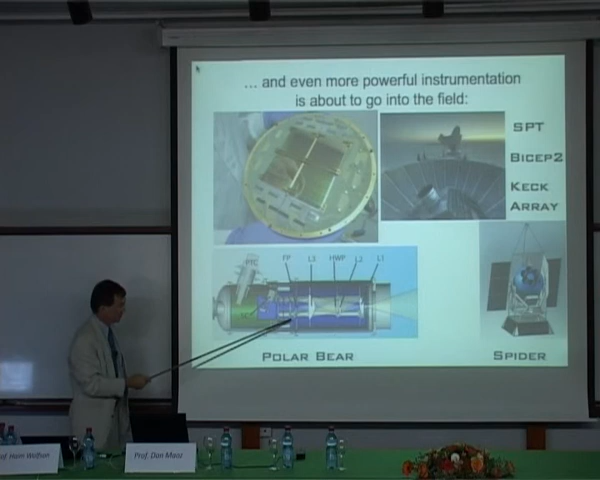 ... and even more powerful instrumentation
is about to go into the field:
SPT
BICEP2
KECK
ARRAY
PTC
FP L3 HWP L2 L1
POLAR BEAR
SPIDER
Prof. Dan Maoz